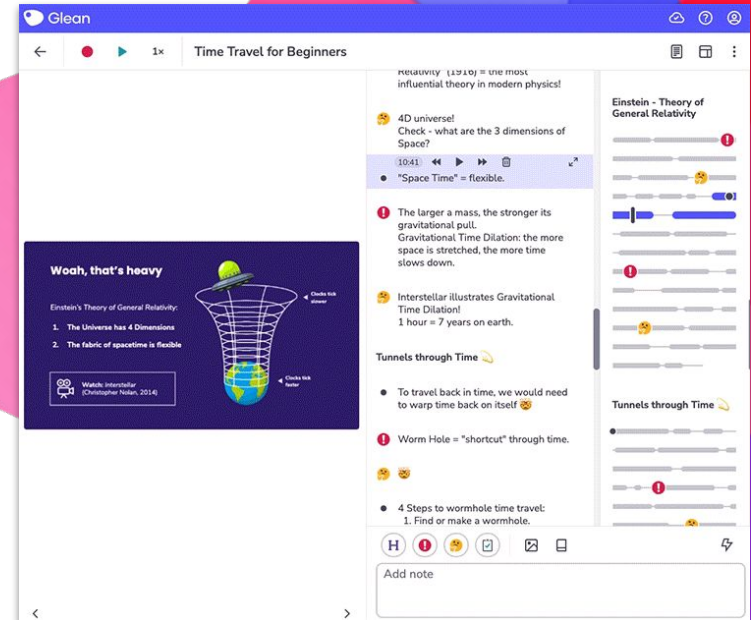 Glean
1×
Time Travel for Beginners
Relativity (1916) = the most
influential theory in modern physics!
4D universe!
Check - what are the 3 dimensions of
Space?
10:41
"Space Time" = flexible.
The larger a mass, the stronger its
gravitational pull.
Gravitational Time Dilation: the more
space is stretched, the more time
slows down.
Interstellar illustrates Gravitational
Time Dilation!
1 hour = 7 years on earth.
Tunnels through Time
To travel back in time, we would need
to warp time back on itself
Worm Hole = "shortcut" through time.
4 Steps to wormhole time travel:
1. Find or make a wormhole.
H
Add note
Woah, that's heavy
Einstein's Theory of General Relativity:
1. The Universe has 4 Dimensions
2. The fabric of spacetime is flexible
Watch: Interstellar
(Christopher Nolan, 2014)
Clocks tick
slower
Clocks tick
faster
Einstein - Theory of
General Relativity
Tunnels through Time